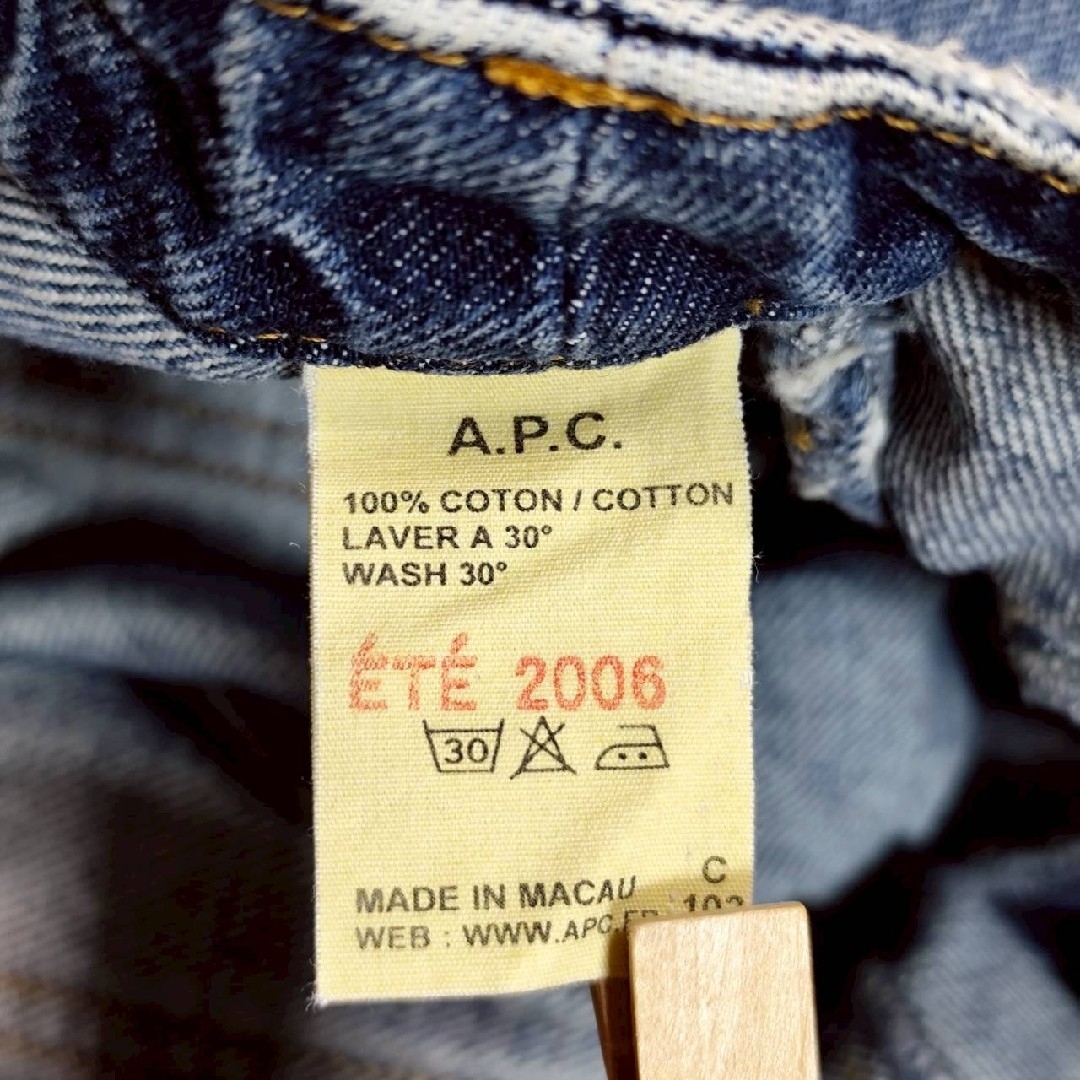 A.P.C.
100% COTON / COTTON
LAVER A 30°
WASH 30°
ÉTÉ 2006
30
C
MADE IN MACAU
WEB : WWW.APC.FR